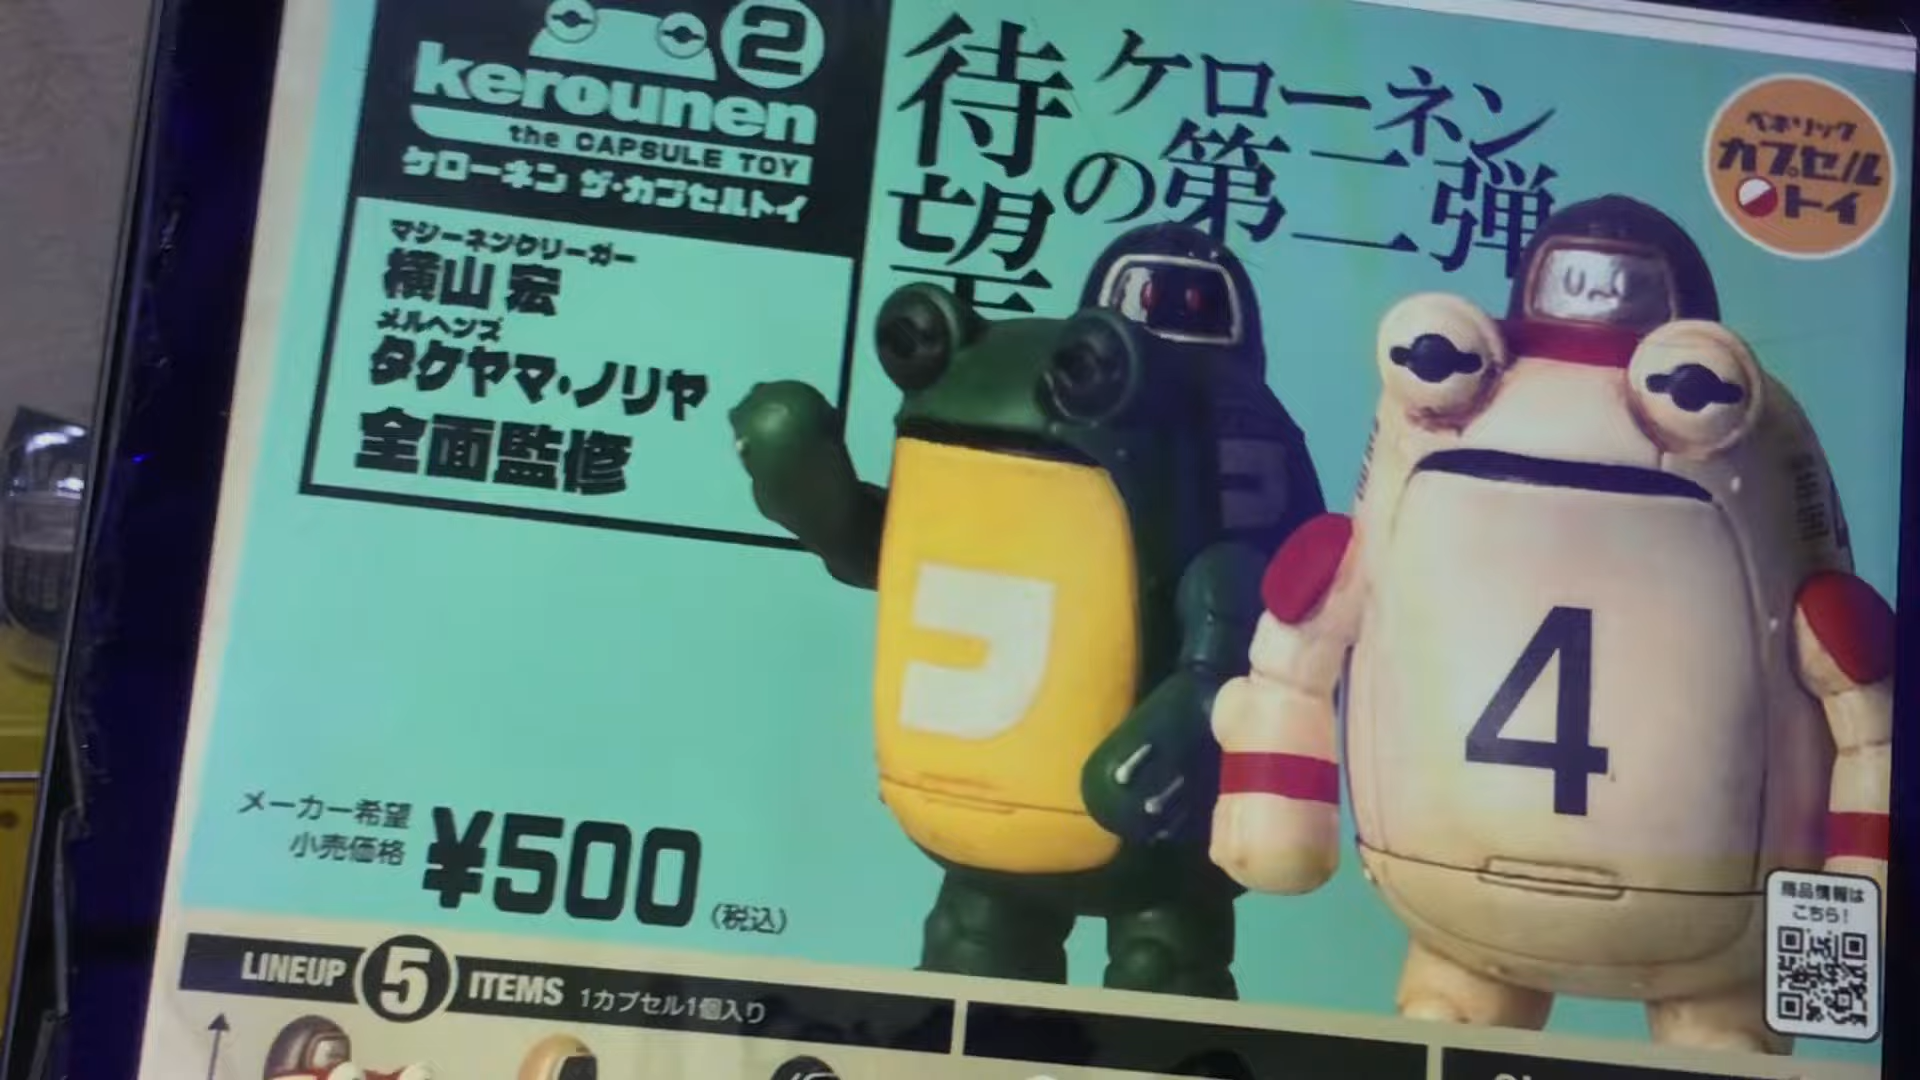 2
kerounen
the CAPSULE TOY
ケローネン ザ・カプセルトイ
マシーネンクリーガー
横山 宏
メルヘンズ
タケヤマ・ノリヤ
全面監修
待望
ケローネン
の第二弾
ベネリック
カプセル
トイ
コ
4
メーカー希望
小売価格
¥500
(税込)
商品情報は
こちら!
LINEUP 5 ITEMS 1カプセル1個入り